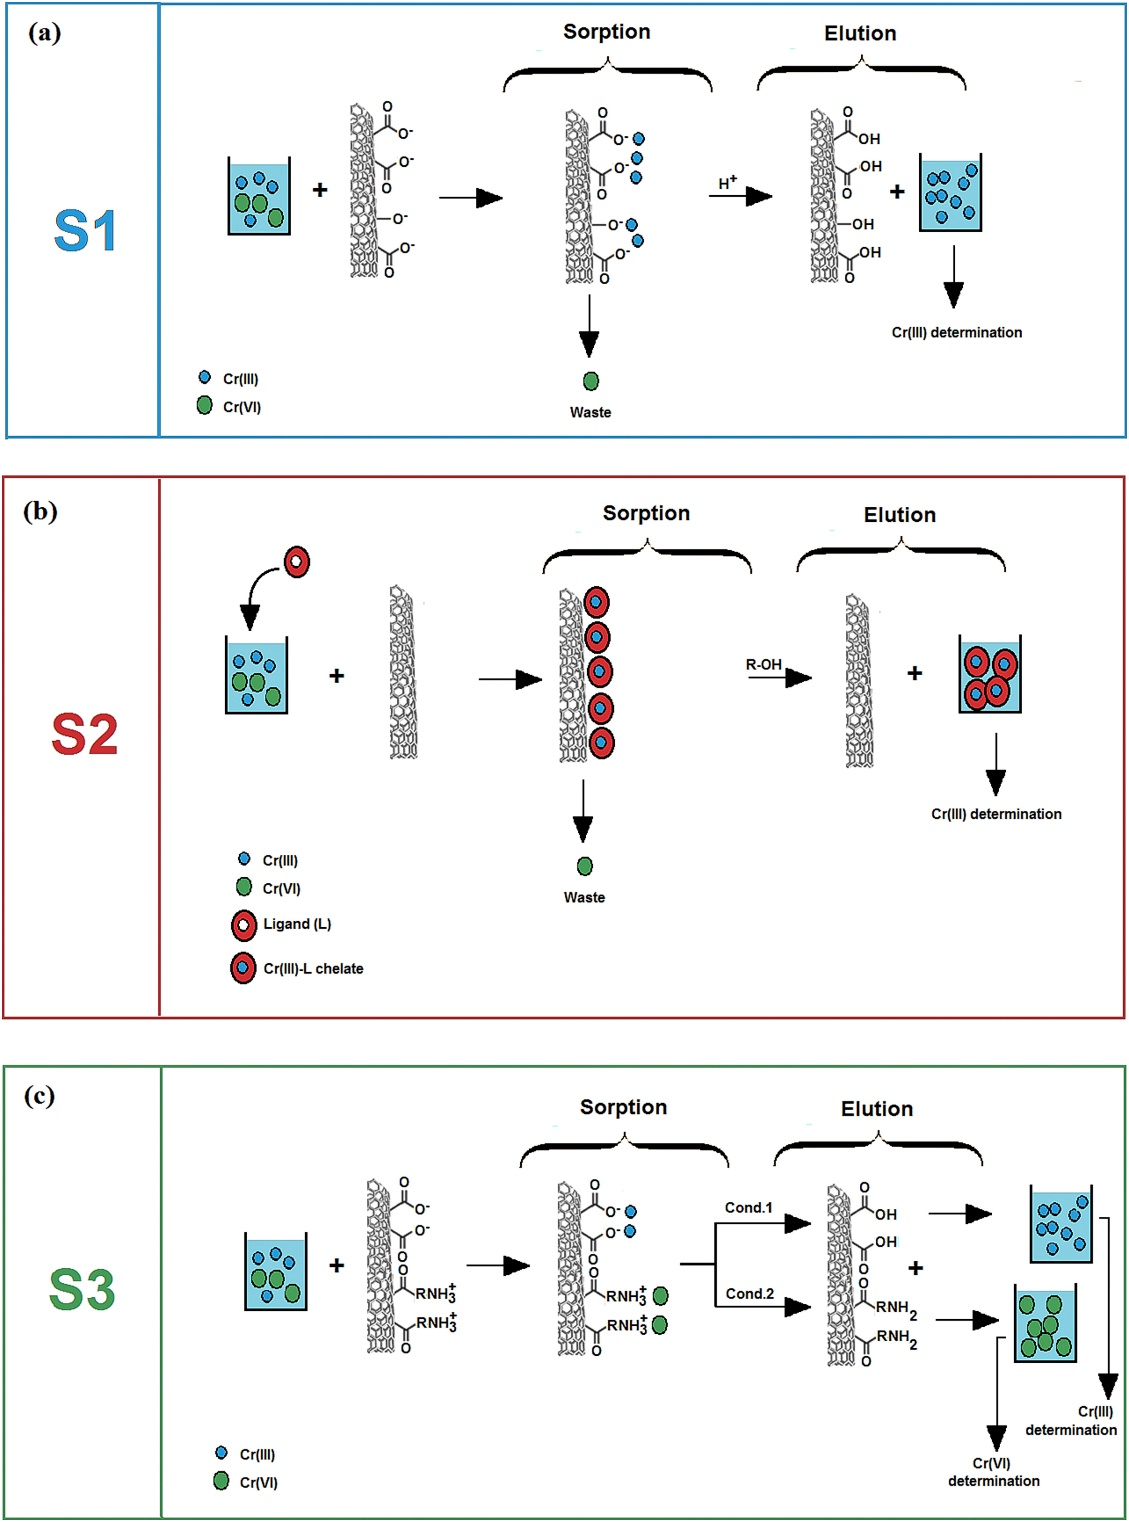 (a)
Sorption
Elution
O
O-
O-
O
O-
O-
O
S1
+
O
O-
O-
O
O-
O-
O
H+
O
OH
OH
O
OH
OH
O
+
Cr(III) determination
Cr(III)
Cr(VI)
Waste
(b)
Sorption
Elution
S2
+
R-OH
+
Cr(III) determination
Cr(III)
Cr(VI)
Waste
Ligand (L)
Cr(III)-L chelate
(c)
Sorption
Elution
S3
+
O
O-
O-
O
O
RNH3+
RNH3+
O
O
O-
O-
O
O
RNH3+
RNH3+
O
Cond.1
Cond.2
O
OH
OH
O
+
O
RNH2
RNH2
O
Cr(III)
determination
Cr(VI)
determination
Cr(III)
Cr(VI)